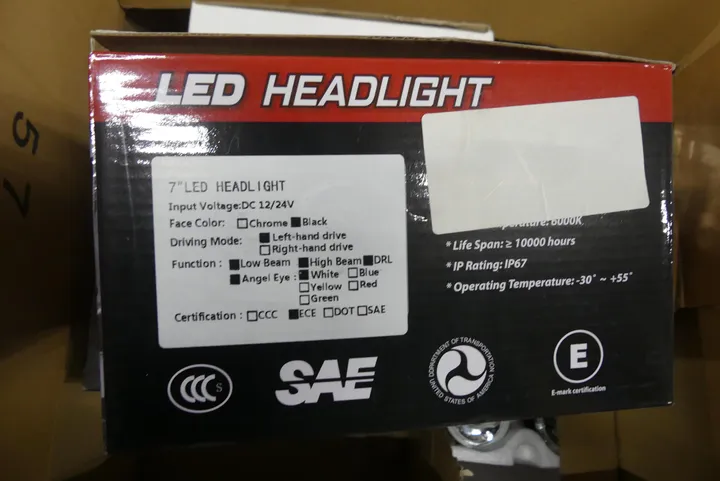 LED HEADLIGHT
7"LED HEADLIGHT
Input Voltage:DC 12/24V
Face Color: □Chrome ■Black
Driving Mode: ■Left-hand drive
□Right-hand drive
Function : ■Low Beam ■High Beam ■DRL
■Angel Eye : ■White □Blue
□Yellow □Red
□Green
Certification : □CCC ■ECE □DOT □SAE
6000K
* Life Span: ≥ 10000 hours
* IP Rating: IP67
* Operating Temperature: -30° ~ +55°
CCC S
SAE
DEPARTMENT OF TRANSPORTATION
UNITED STATES OF AMERICA
E
E-mark certification
57